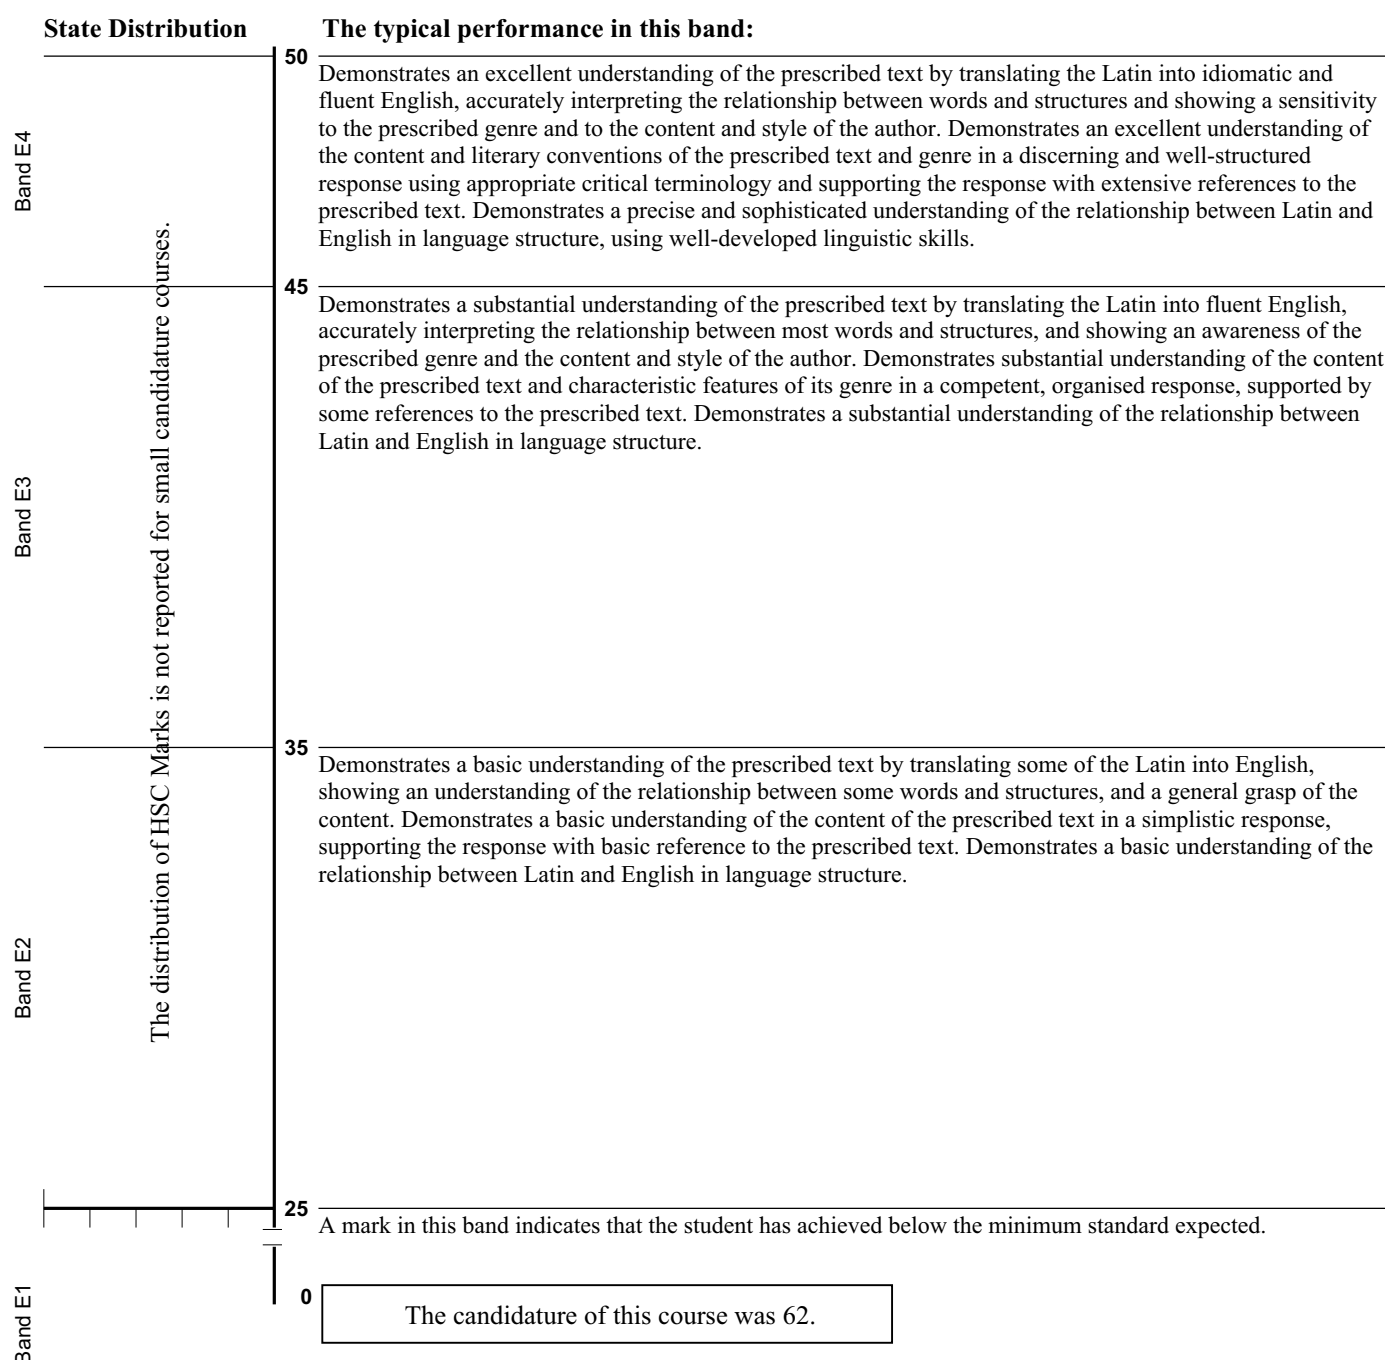 State Distribution
The typical performance in this band:
50
Demonstrates an excellent understanding of the prescribed text by translating the Latin into idiomatic and
fluent English, accurately interpreting the relationship between words and structures and showing a sensitivity
to the prescribed genre and to the content and style of the author. Demonstrates an excellent understanding of
the content and literary conventions of the prescribed text and genre in a discerning and well-structured
response using appropriate critical terminology and supporting the response with extensive references to the
prescribed text. Demonstrates a precise and sophisticated understanding of the relationship between Latin and
English in language structure, using well-developed linguistic skills.
Band E4
45
Demonstrates a substantial understanding of the prescribed text by translating the Latin into fluent English,
accurately interpreting the relationship between most words and structures, and showing an awareness of the
prescribed genre and the content and style of the author. Demonstrates substantial understanding of the content
of the prescribed text and characteristic features of its genre in a competent, organised response, supported by
some references to the prescribed text. Demonstrates a substantial understanding of the relationship between
Latin and English in language structure.
Band E3
The distribution of HSC Marks is not reported for small candidature courses.
35
Demonstrates a basic understanding of the prescribed text by translating some of the Latin into English,
showing an understanding of the relationship between some words and structures, and a general grasp of the
content. Demonstrates a basic understanding of the content of the prescribed text in a simplistic response,
supporting the response with basic reference to the prescribed text. Demonstrates a basic understanding of the
relationship between Latin and English in language structure.
Band E2
25
A mark in this band indicates that the student has achieved below the minimum standard expected.
0
The candidature of this course was 62.
Band E1